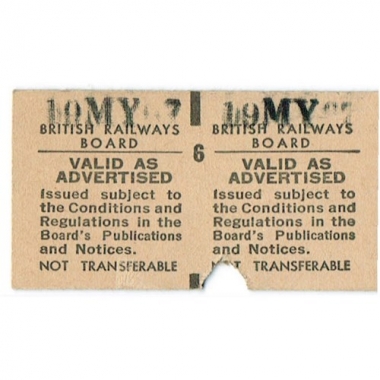 MY
BRITISH RAILWAYS
BOARD
VALID AS
ADVERTISED
Issued subject to
the Conditions and
Regulations in the
Board's Publications
and Notices.
NOT TRANSFERABLE
6
19MY
BRITISH RAILWAYS
BOARD
VALID AS
ADVERTISED
Issued subject to
the Conditions and
Regulations in the
Board's Publications
and Notices.
TRANSFERABLE